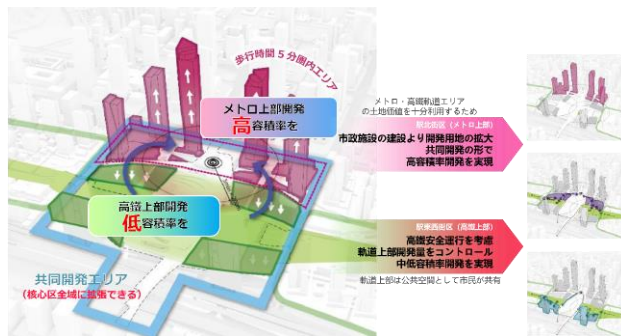 歩行時間5分圏内エリア
メトロ上部開発
高容積率を
高鐵上部開発
低容積率を
共同開発エリア
(核心区全域に拡張できる)
メトロ・高鐵軌道エリア
の土地価値を十分利用するため
駅北街区(メトロ上部)
市政施設の建設より開発用地の拡大
共同開発の形で
高容積率開発を実現
駅東西街区(高鐵上部)
高鐵安全運行を考慮
軌道上部開発量をコントロール
中低容積率開発を実現
軌道上部は公共空間として市民が共有